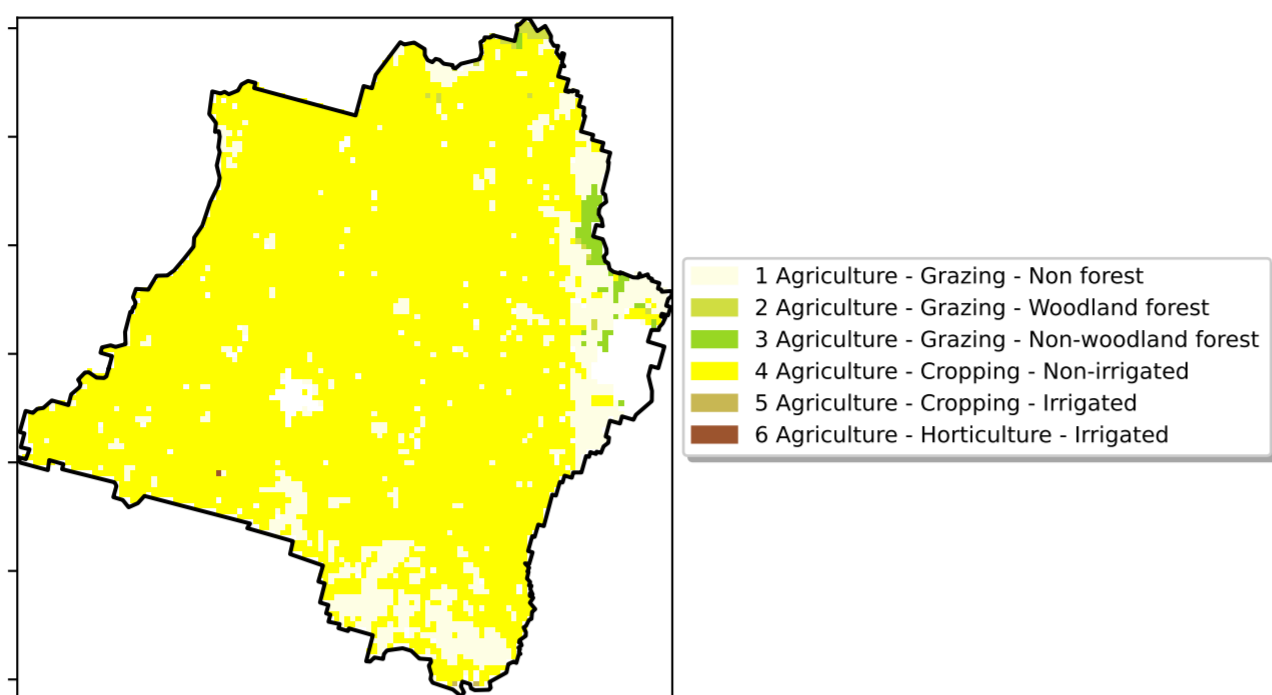 1 Agriculture - Grazing - Non forest
2 Agriculture - Grazing - Woodland forest
3 Agriculture - Grazing - Non-woodland forest
4 Agriculture - Cropping - Non-irrigated
5 Agriculture - Cropping - Irrigated
6 Agriculture - Horticulture - Irrigated